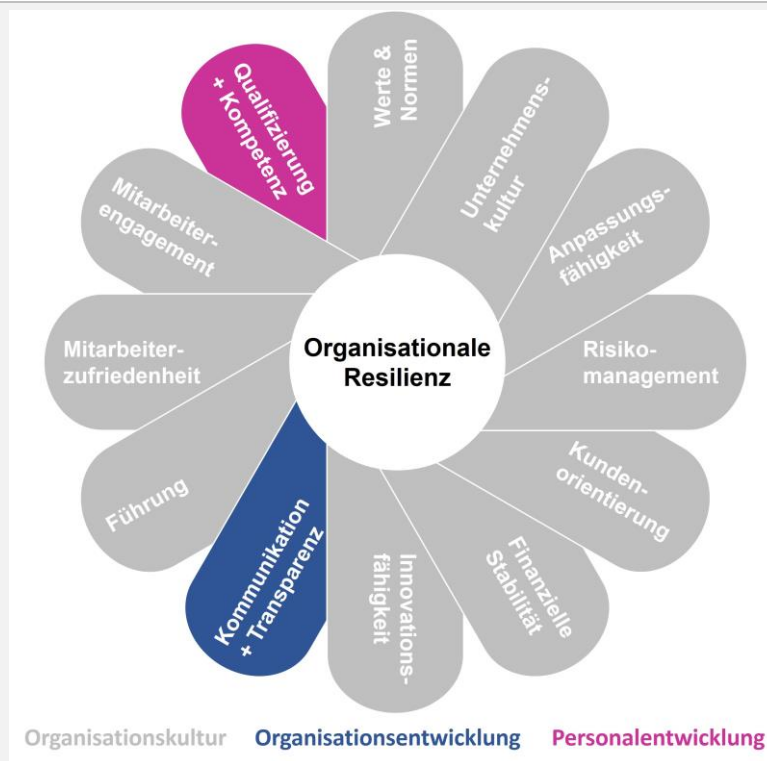 Werte &
Normen
Unternehmens-
kultur
Anpassungs-
fähigkeit
Risiko-
management
Kunden-
orientierung
Finanzielle
Stabilität
Innovations-
fähigkeit
Kommunikation
+ Transparenz
Führung
Mitarbeiter-
zufriedenheit
Mitarbeiter-
engagement
Qualifizierung
+ Kompetenz
Organisationale
Resilienz
Organisationskultur Organisationsentwicklung Personalentwicklung